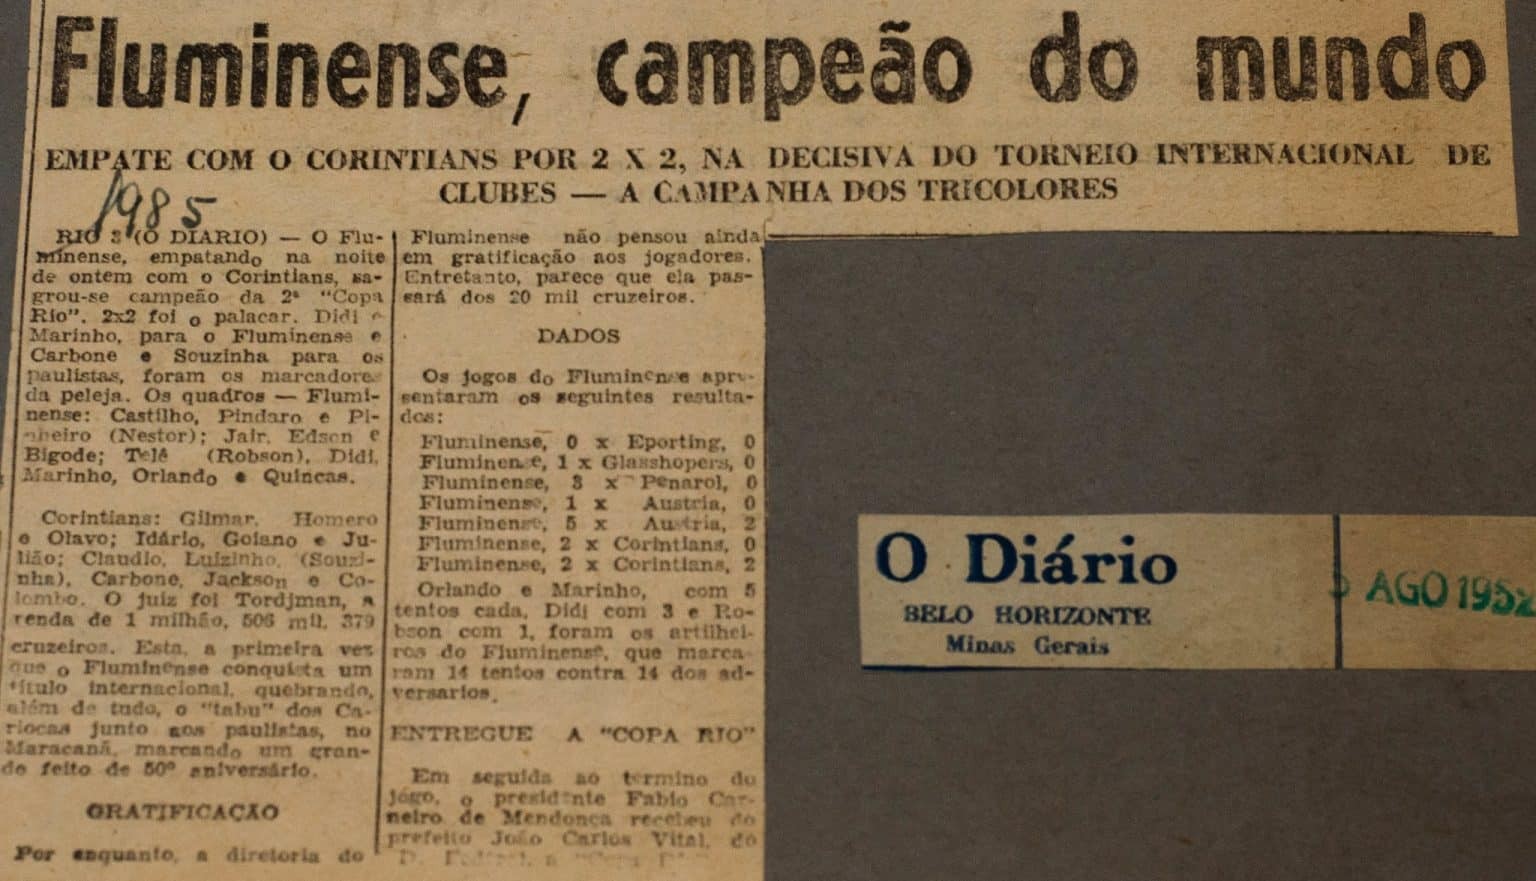 Fluminense, campeão do mundo
EMPATE COM O CORINTIANS POR 2 X 2, NA DECISIVA DO TORNEIO INTERNACIONAL DE
CLUBES — A CAMPANHA DOS TRICOLORES
1985
RIO 3 (O DIARIO) — O Flu-
minense, empatando na noite
de ontem com o Corintians, sa-
grou-se campeão da 2ª "Copa
Rio". 2x2 foi o palacar. Didi e
Marinho, para o Fluminense e
Carbone e Souzinha para os
paulistas, foram os marcadores
da peleja. Os quadros — Flumi-
nense: Castilho, Pindaro e Pi-
nheiro (Nestor); Jair, Edson e
Bigode; Telê (Robson), Didi,
Marinho, Orlando e Quincas.
Corintians: Gilmar, Homero
e Olavo; Idário, Goiano e Ju-
lião; Claudio, Luizinho, (Souzi-
nha), Carbone, Jackson e Co-
lombo. O juiz foi Tordjman, a
renda de 1 milhão, 506 mil, 379
cruzeiros. Esta, a primeira vez
que o Fluminense conquista um
título internacional, quebrando,
além de tudo, o "tabu" dos Ca-
riocas junto aos paulistas, no
Maracanã, marcando um gran-
de feito de 50º aniversário.
GRATIFICAÇÃO
Por enquanto, a diretoria do
Fluminense não pensou ainda
em gratificação aos jogadores.
Entretanto, parece que ela pas-
sará dos 20 mil cruzeiros.
DADOS
Os jogos do Fluminense apre-
sentaram os seguintes resulta-
dos:
Fluminense, 0 x Eporting, 0
Fluminense, 1 x Glasshopers, 0
Fluminense, 3 x Penarol, 0
Fluminense, 1 x Austria, 0
Fluminense, 5 x Austria, 2
Fluminense, 2 x Corintians, 0
Fluminense, 2 x Corintians, 2
Orlando e Marinho, com 5
tentos cada, Didi com 3 e Ro-
bson com 1, foram os artilhei-
ros do Fluminense, que marca-
ram 14 tentos contra 14 dos ad-
versarios.
ENTREGUE A "COPA RIO"
Em seguida ao termino do
jôgo, o presidente Fabio Car-
neiro de Mendonça recebeu do
prefeito João Carlos Vital, do
O Diário
BELO HORIZONTE
Minas Gerais
AGO 1952